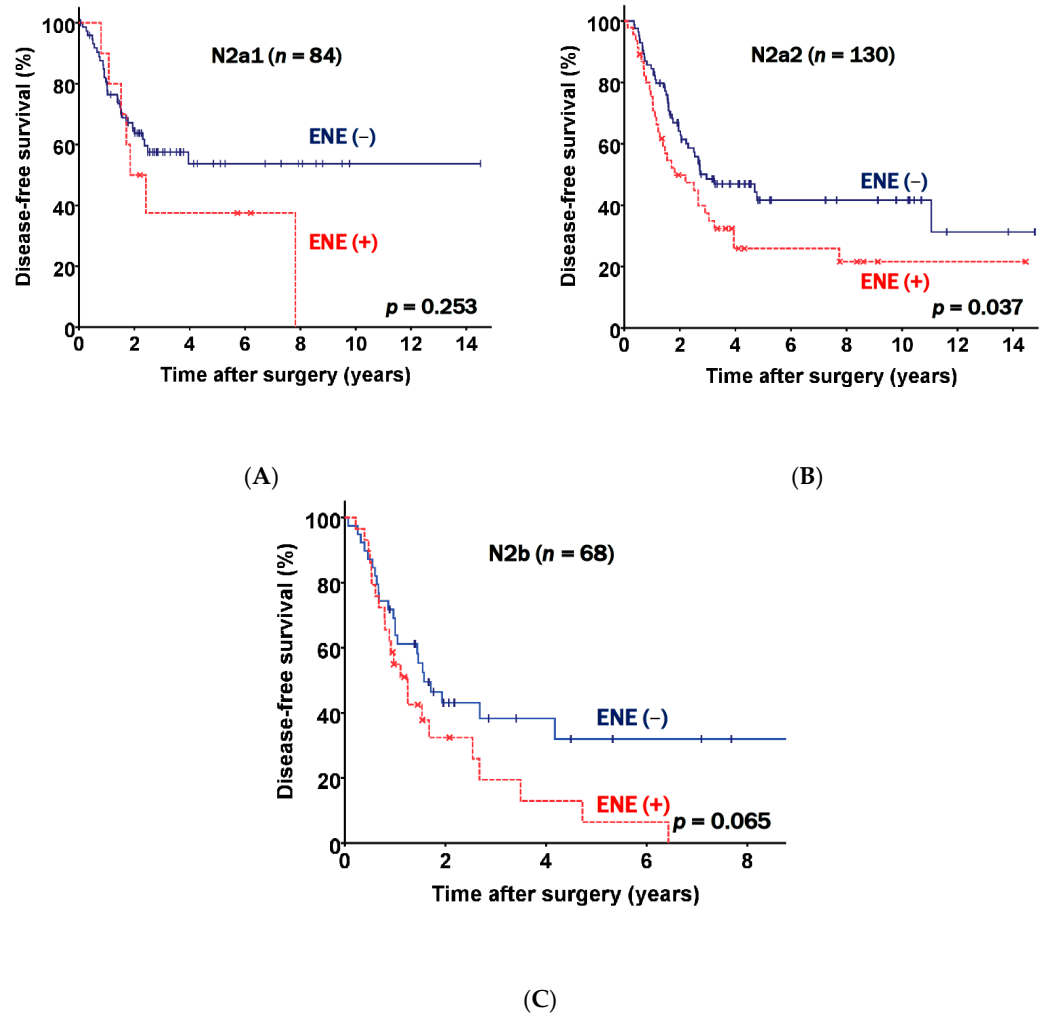 N2a1 (n = 84)
Disease-free survival (%)
100
80
60
40
20
0
ENE (−)
ENE (+)
p = 0.253
0 2 4 6 8 10 12 14
Time after surgery (years)
(A)
N2a2 (n = 130)
Disease-free survival (%)
100
80
60
40
20
0
ENE (−)
ENE (+)
p = 0.037
0 2 4 6 8 10 12 14
Time after surgery (years)
(B)
N2b (n = 68)
Disease-free survival (%)
100
80
60
40
20
0
ENE (−)
ENE (+)
p = 0.065
0 2 4 6 8
Time after surgery (years)
(C)